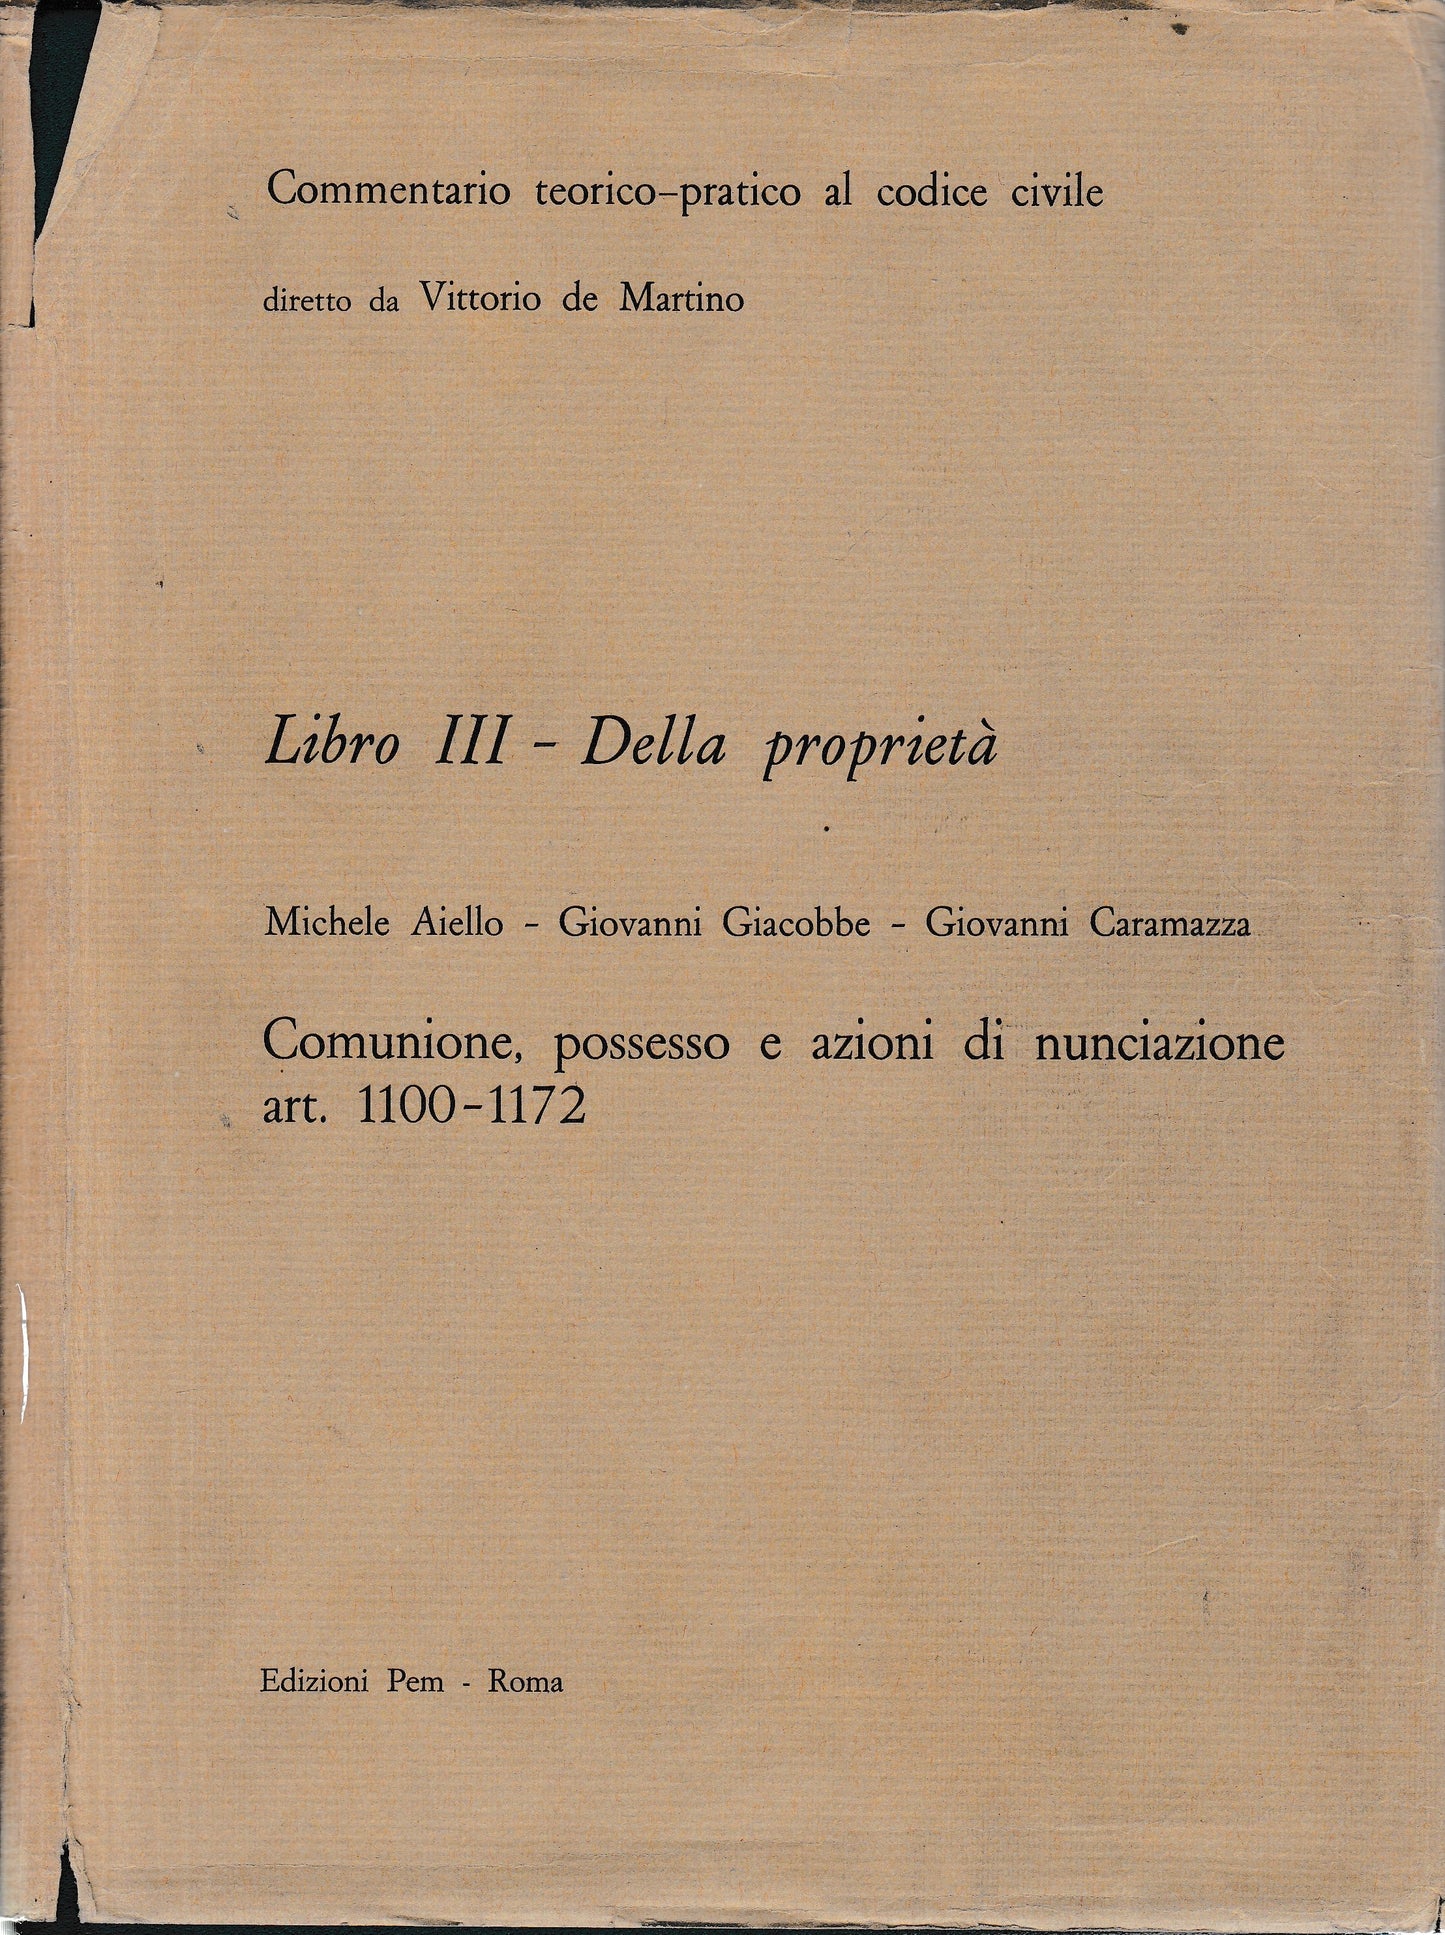 Commentario teorico-pratico al codice civile
diretto da Vittorio de Martino
Libro III - Della proprietà
Michele Aiello - Giovanni Giacobbe - Giovanni Caramazza
Comunione, possesso e azioni di nunciazione
art. 1100-1172
Edizioni Pem - Roma